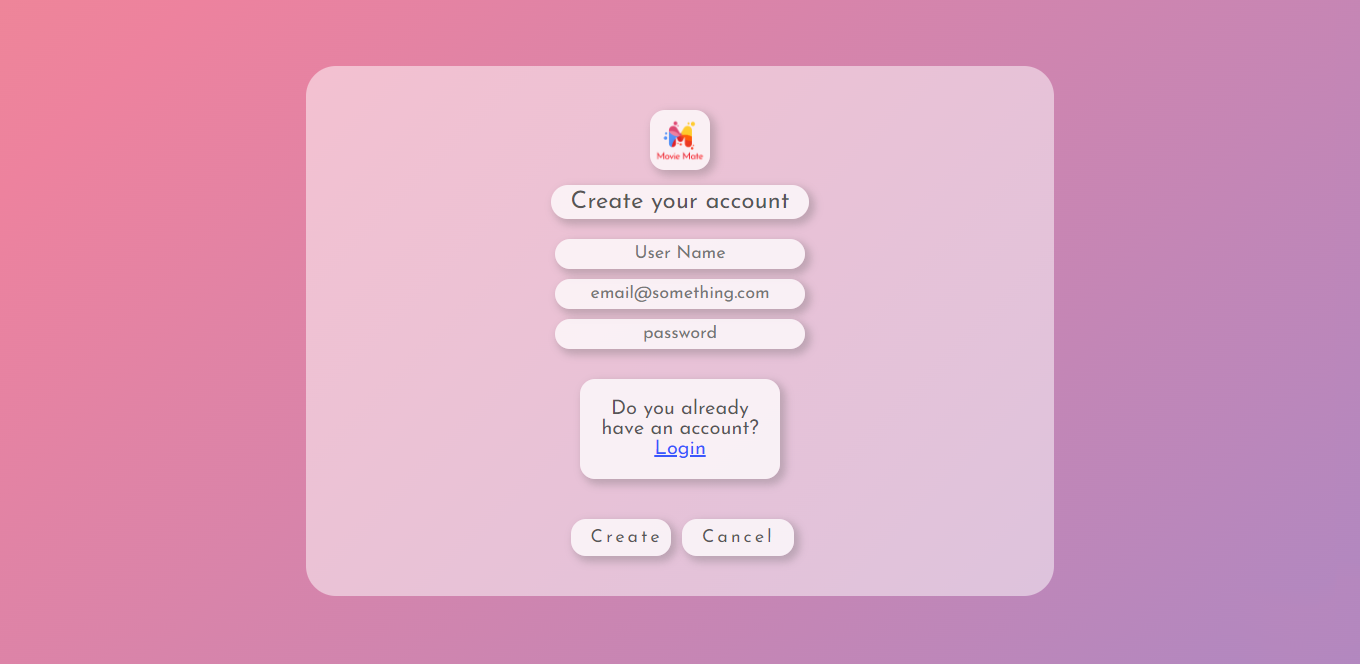 Movie Mate
Create your account
User Name
email@something.com
password
Do you already
have an account?
Login
Create
Cancel